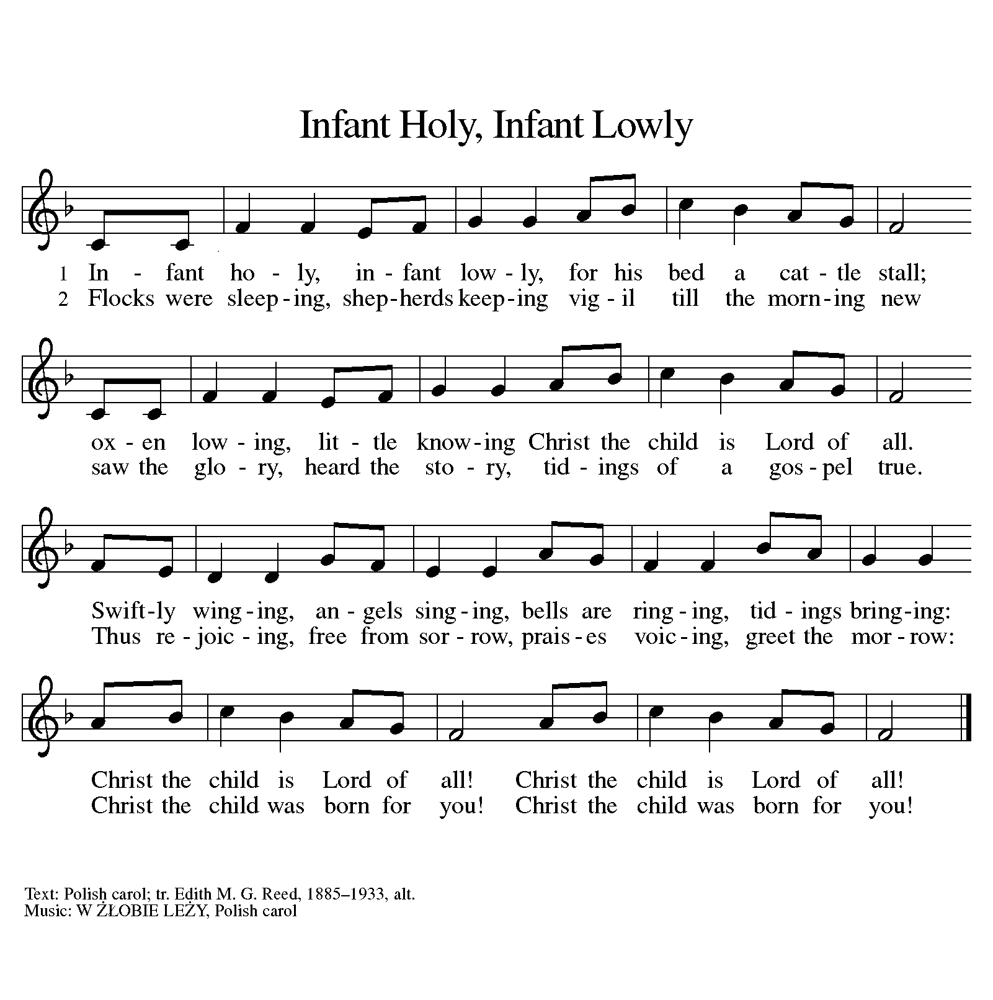 Infant Holy, Infant Lowly
1 In - fant ho - ly, in - fant low - ly, for his bed a cat - tle stall;
2 Flocks were sleep - ing, shep - herds keep - ing vig - il till the morn - ing new
ox - en low - ing, lit - tle know - ing Christ the child is Lord of all.
saw the glo - ry, heard the sto - ry, tid - ings of a gos - pel true.
Swift - ly wing - ing, an - gels sing - ing, bells are ring - ing, tid - ings bring - ing:
Thus re - joic - ing, free from sor - row, prais - es voic - ing, greet the mor - row:
Christ the child is Lord of all! Christ the child is Lord of all!
Christ the child was born for you! Christ the child was born for you!
Text: Polish carol; tr. Edith M. G. Reed, 1885–1933, alt.
Music: W ŻŁOBIE LEŻY, Polish carol